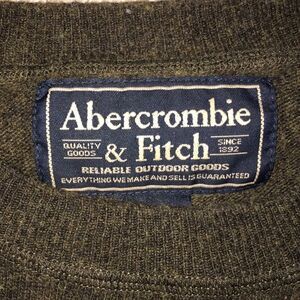 Abercrombie
QUALITY GOODS & Fitch SINCE 1892
RELIABLE OUTDOOR GOODS
EVERYTHING WE MAKE AND SELL IS GUARANTEED